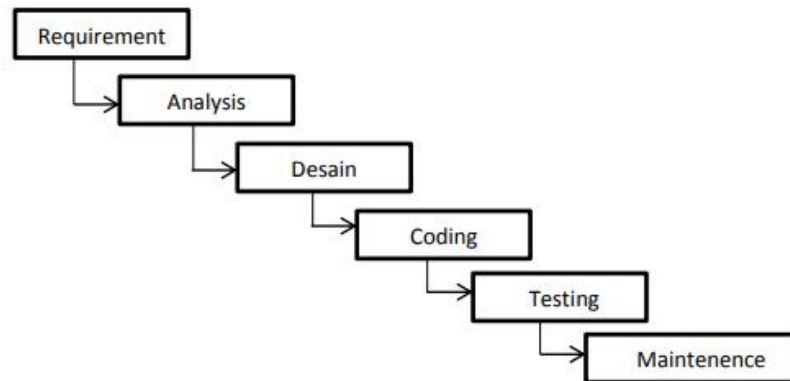 Requirement
Analysis
Desain
Coding
Testing
Maintenence